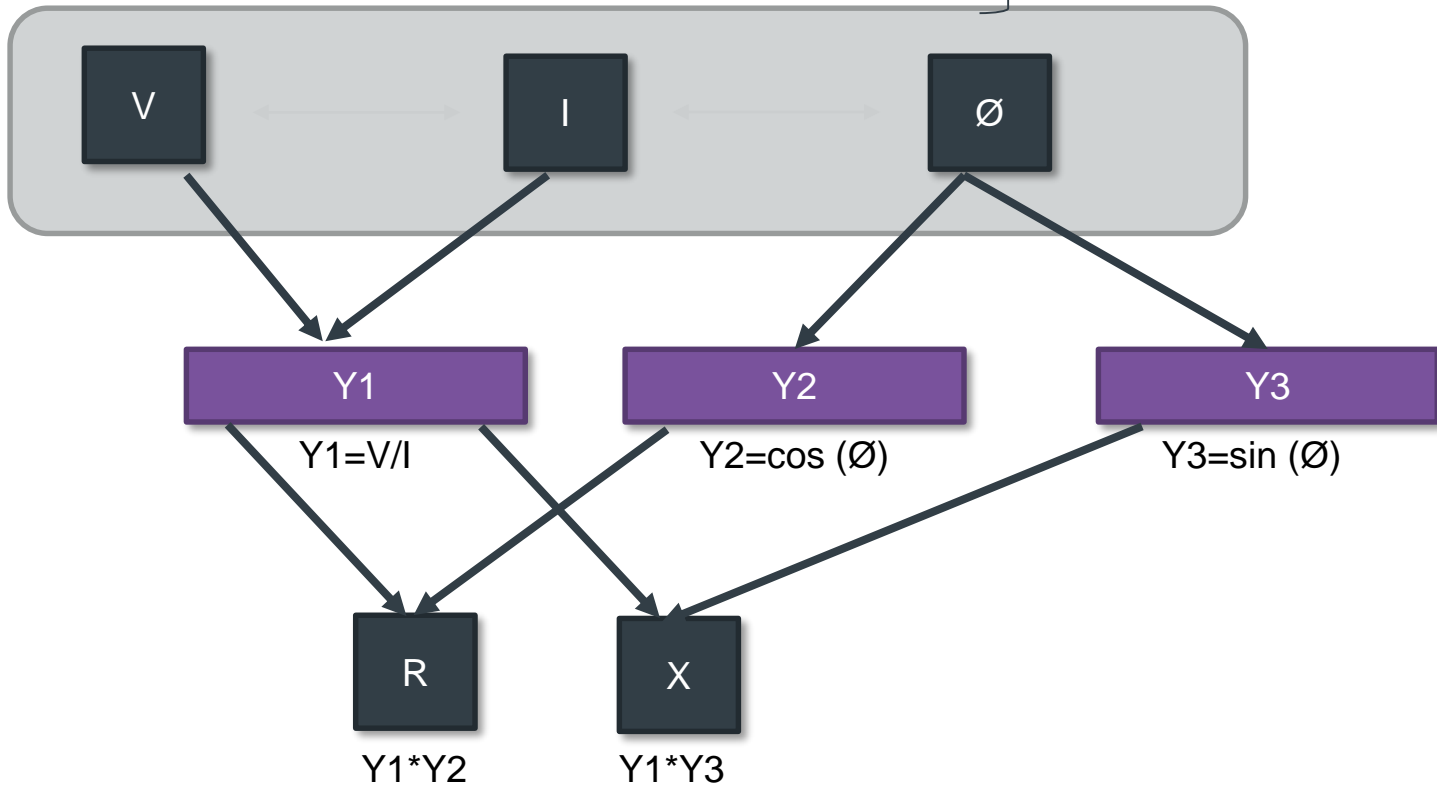 V I Ø
Y1 Y2 Y3
Y1=V/I Y2=cos (Ø) Y3=sin (Ø)
R X
Y1*Y2 Y1*Y3